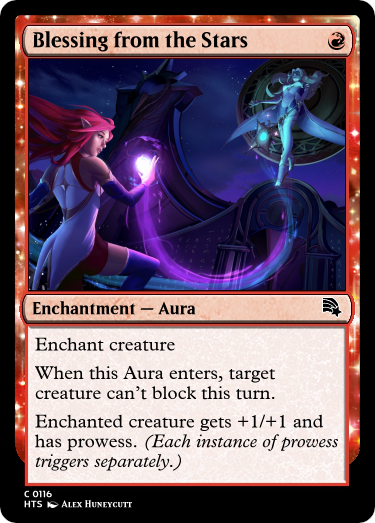 Blessing from the Stars
Enchantment — Aura
Enchant creature
When this Aura enters, target
creature can't block this turn.
Enchanted creature gets +1/+1 and
has prowess. (Each instance of prowess
triggers separately.)
C 0116
HTS Alex Huneycutt